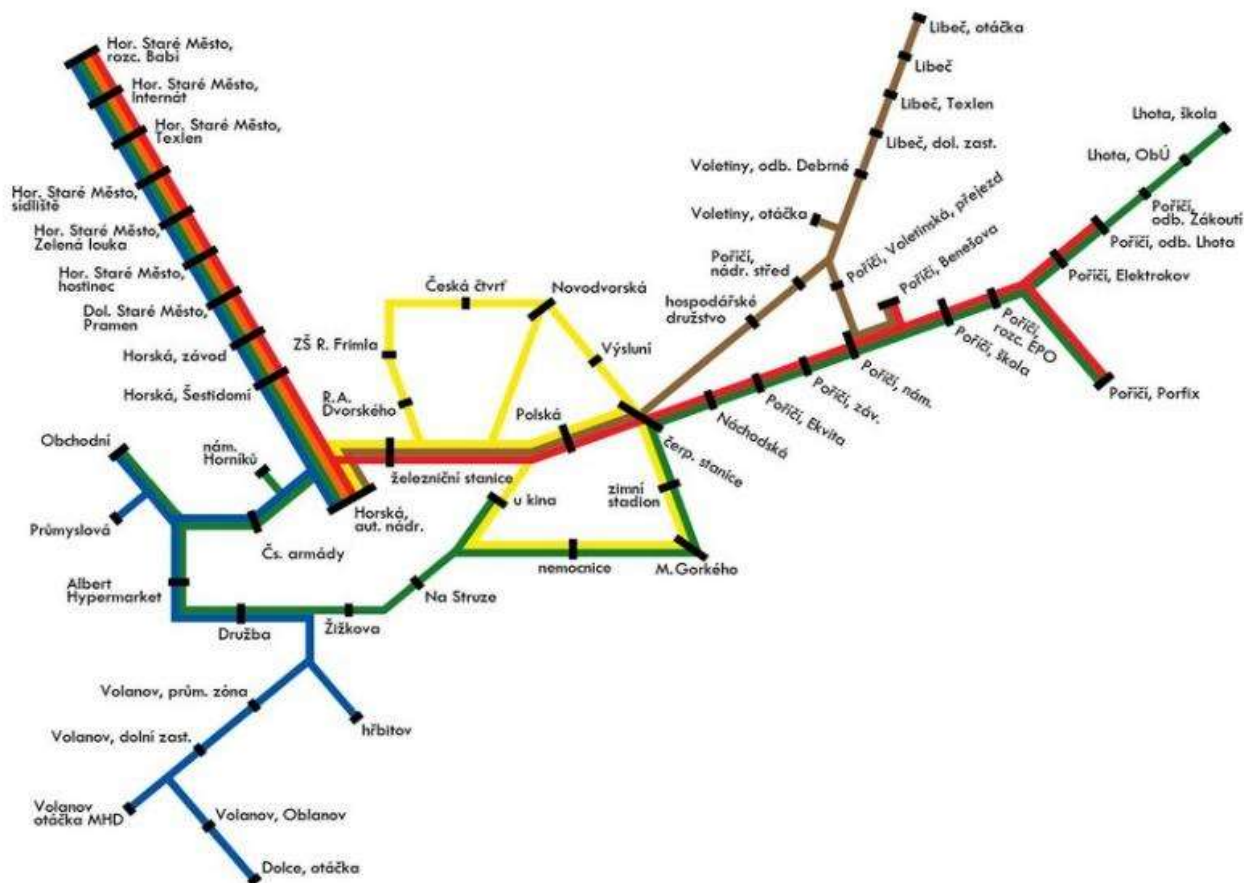 Hor. Staré Město,
rozc. Babí
Hor. Staré Město,
Internát
Hor. Staré Město,
Texlen
Hor. Staré Město,
sídliště
Hor. Staré Město,
Zelená louka
Hor. Staré Město,
hostinec
Dol. Staré Město,
Pramen
Horská, závod
Horská, Šestidomí
Obchodní
nám.
Horníků
Průmyslová
Čs. armády
Horská,
aut. nádr.
Albert
Hypermarket
Družba
Žižkova
Na Struze
Volanov, prům. zóna
Volanov, dolní zast.
hřbitov
Volanov
otáčka MHD
Volanov, Oblanov
Dolce, otáčka
Česká čtvrť
Novodvorská
ZŠ R. Frimla
Výsluní
R.A.
Dvorského
Polská
železniční stanice
u kina
zimní
stadion
nemocnice
M. Gorkého
čerp. stanice
Libeč, otáčka
Libeč
Libeč, Texlen
Libeč, dol. zast.
Voletiny, odb. Debrné
Voletiny, otáčka
Poříčí,
nádr. střed
hospodářské
družstvo
Poříčí, Voletinská, přejezd
Poříčí, Benešova
Náchodská
Poříčí, Ekvita
Poříčí, záv.
Poříčí, nám.
Poříčí, škola
Poříčí,
rozc. EPO
Lhota, škola
Lhota, ObÚ
Poříčí,
odb. Zákoutí
Poříčí, odb. Lhota
Poříčí, Elektrokov
Poříčí, Porfix